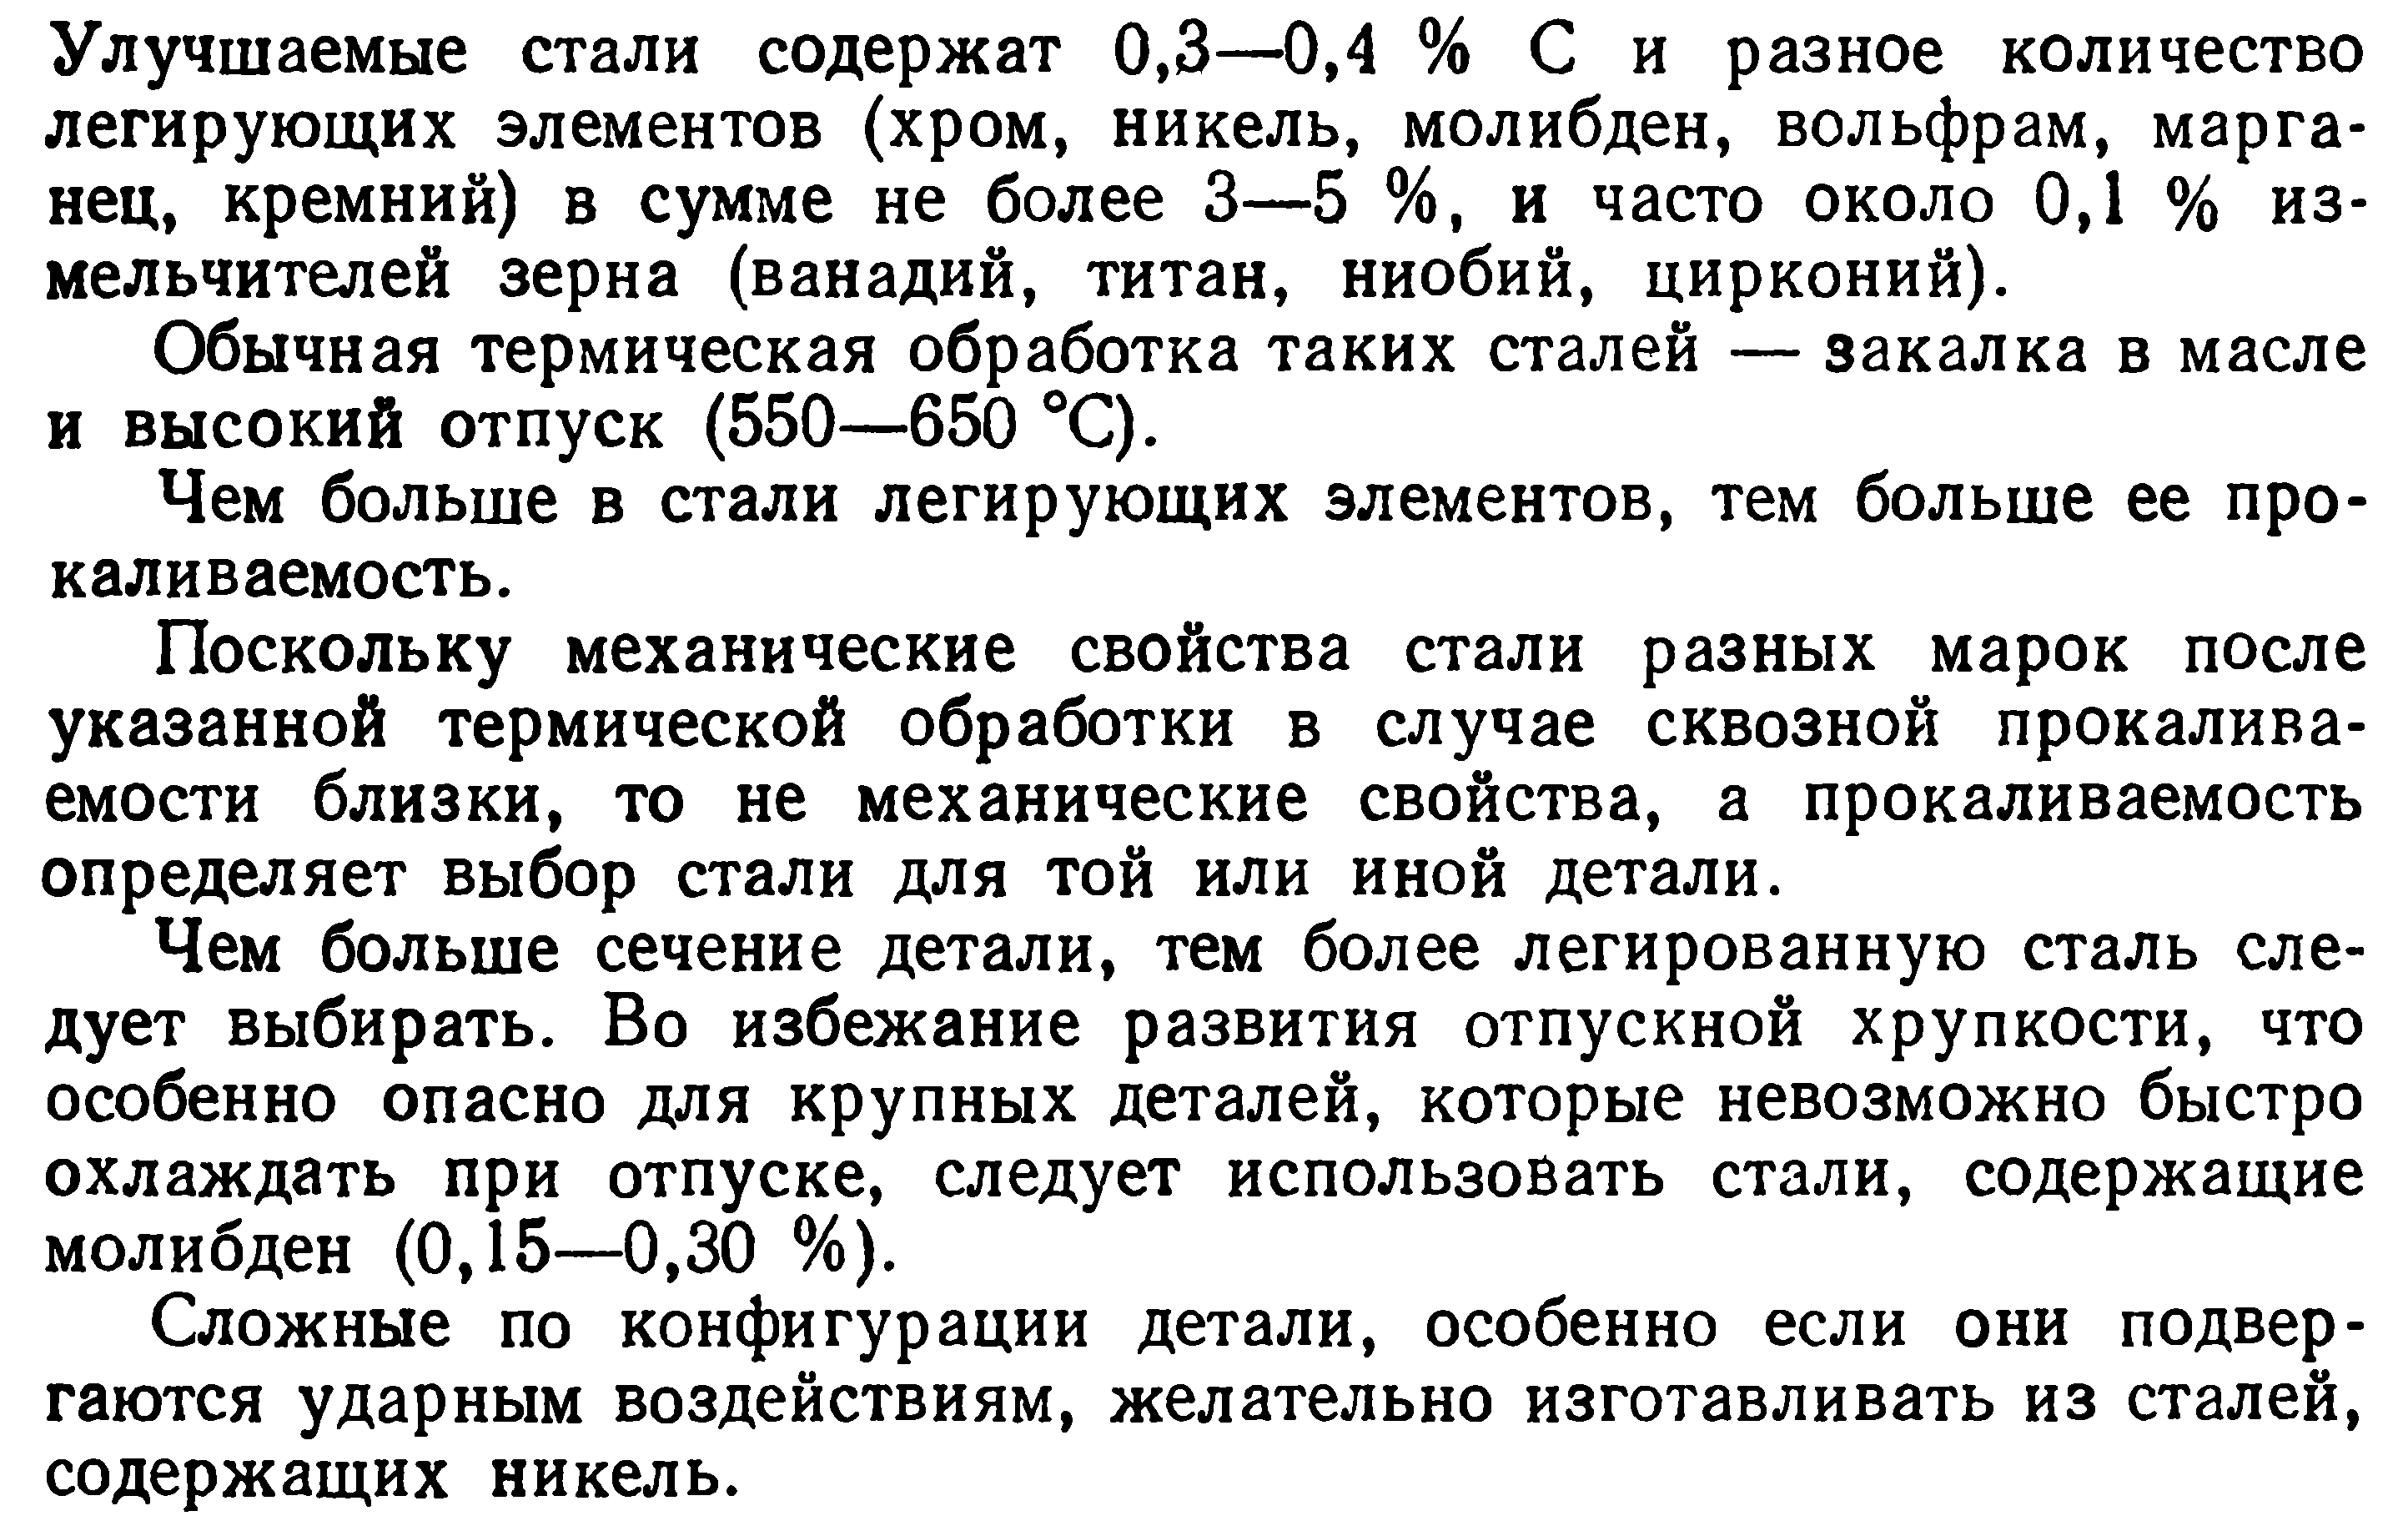 Улучшаемые стали содержат 0,3—0,4 % С и разное количество
легирующих элементов (хром, никель, молибден, вольфрам, марга-
нец, кремний) в сумме не более 3—5 %, и часто около 0,1 % из-
мельчителей зерна (ванадий, титан, ниобий, цирконий).
Обычная термическая обработка таких сталей — закалка в масле
и высокий отпуск (550—650 °С).
Чем больше в стали легирующих элементов, тем больше ее про-
каливаемость.
Поскольку механические свойства стали разных марок после
указанной термической обработки в случае сквозной прокалива-
емости близки, то не механические свойства, а прокаливаемость
определяет выбор стали для той или иной детали.
Чем больше сечение детали, тем более легированную сталь сле-
дует выбирать. Во избежание развития отпускной хрупкости, что
особенно опасно для крупных деталей, которые невозможно быстро
охлаждать при отпуске, следует использовать стали, содержащие
молибден (0,15—0,30 %).
Сложные по конфигурации детали, особенно если они подвер-
гаются ударным воздействиям, желательно изготавливать из сталей,
содержащих никель.